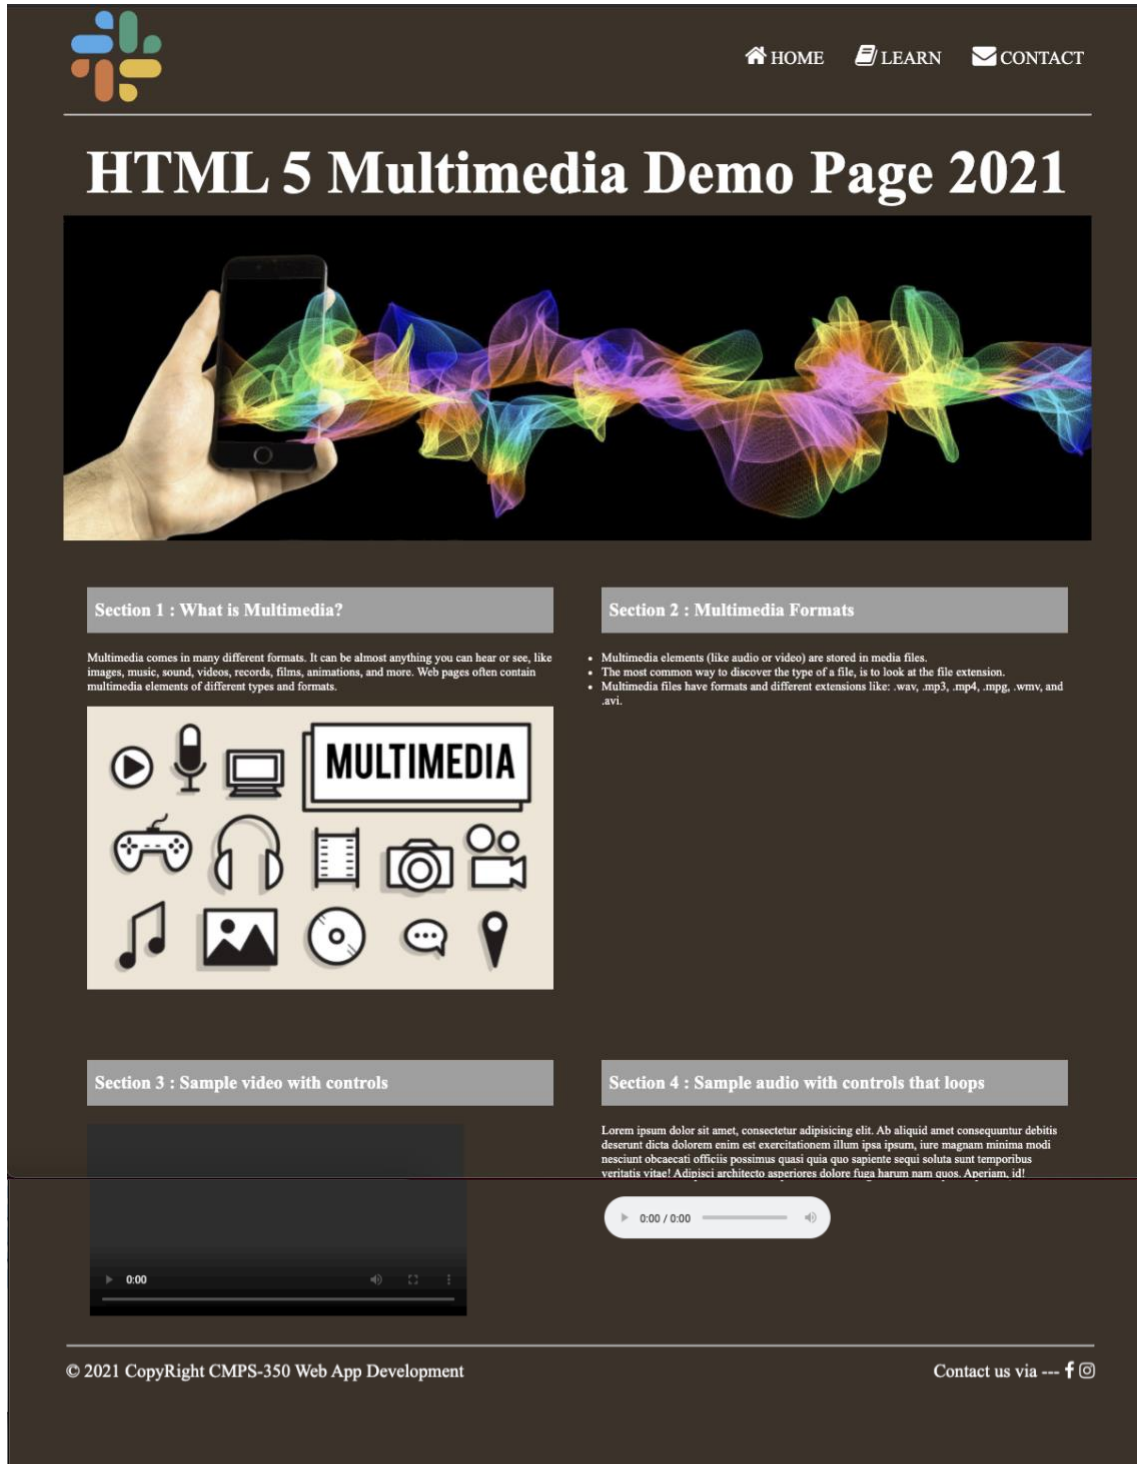 HOME LEARN CONTACT
HTML 5 Multimedia Demo Page 2021
Section 1 : What is Multimedia?
Multimedia comes in many different formats. It can be almost anything you can hear or see, like
images, music, sound, videos, records, films, animations, and more. Web pages often contain
multimedia elements of different types and formats.
MULTIMEDIA
Section 2 : Multimedia Formats
• Multimedia elements (like audio or video) are stored in media files.
• The most common way to discover the type of a file, is to look at the file extension.
• Multimedia files have formats and different extensions like: .wav, .mp3, .mp4, .mpg, .wmv, and
.avi.
Section 3 : Sample video with controls
0:00
Section 4 : Sample audio with controls that loops
Lorem ipsum dolor sit amet, consectetur adipisicing elit. Ab aliquid amet consequuntur debitis
deserunt dicta dolorem enim est exercitationem illum ipsa ipsum, iure magnam minima modi
nesciunt obcaecati officiis possimus quasi quia quo sapiente sequi soluta sunt temporibus
veritatis vitae! Adipisci architecto asperiores dolore fuga harum nam quos. Aperiam, id!
0:00 / 0:00
© 2021 CopyRight CMPS-350 Web App Development
Contact us via ---